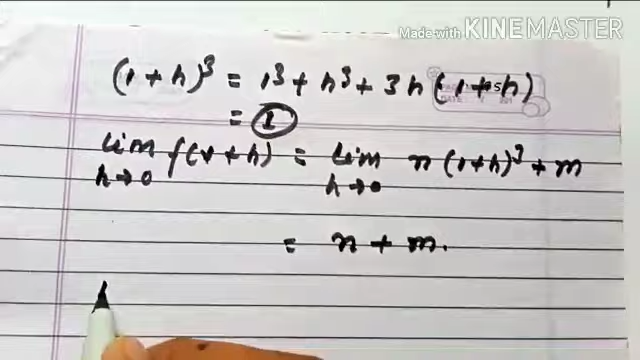 Made with KINEMASTER
(1+h)³ = 1³ + h³ + 3h (1+h)
= 1
lim f(1+h) = lim n(1+h)³ + m
h→0 h→0
= n + m.